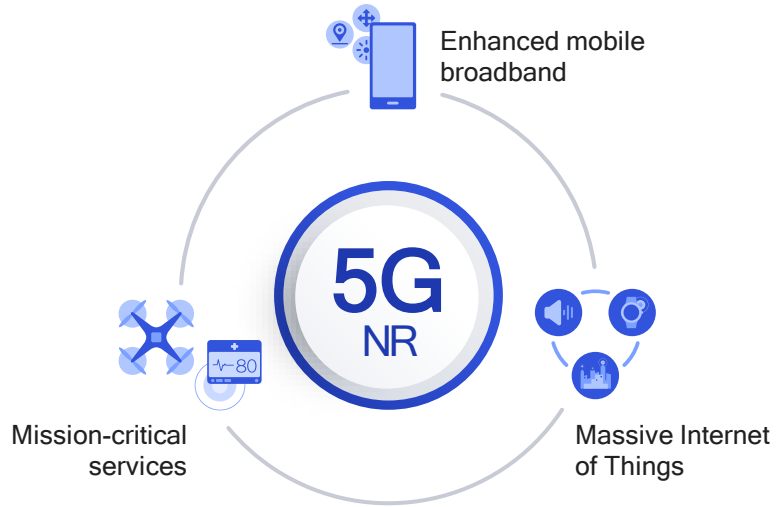 Enhanced mobile
broadband
5G
NR
80
Mission-critical
services
Massive Internet
of Things